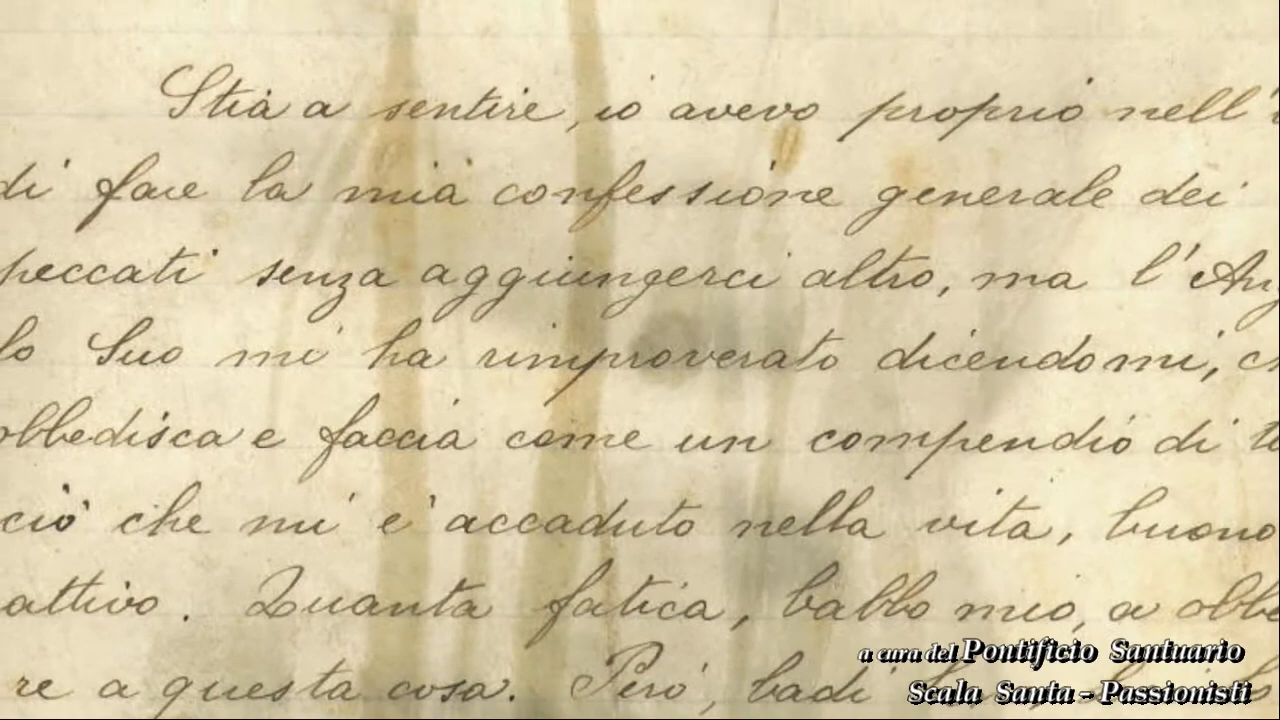 Stia a sentire, io avevo proprio nell'
di fare la mia confessione generale dei
peccati senza aggiungerci altro, ma l'Ang
lo Suo mi ha rimproverato dicendomi, ch
obbedisca e faccia come un compendio di
ciò che mi è accaduto nella vita, buono
attivo. Quanta fatica, babbo mio, a obbe
re a questa cosa. Però, badi
a cura del Pontificio Santuario
Scala Santa - Passionisti